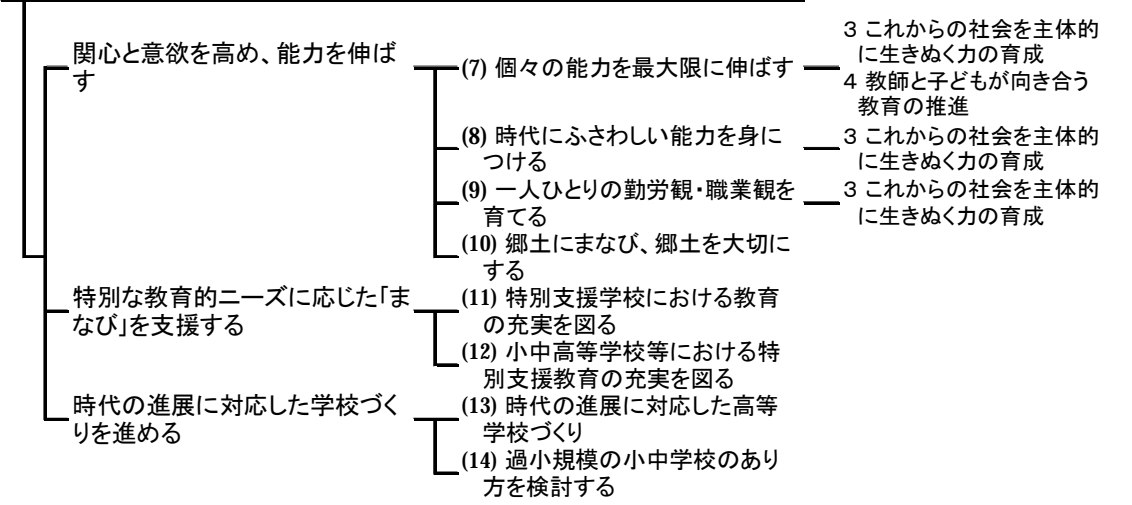 関心と意欲を高め、能力を伸ば
す
(7) 個々の能力を最大限に伸ばす
３ これからの社会を主体的
に生きぬく力の育成
４ 教師と子どもが向き合う
教育の推進
(8) 時代にふさわしい能力を身に
つける
３ これからの社会を主体的
に生きぬく力の育成
(9) 一人ひとりの勤労観・職業観を
育てる
３ これからの社会を主体的
に生きぬく力の育成
(10) 郷土にまなび、郷土を大切に
する
特別な教育的ニーズに応じた「ま
なび」を支援する
(11) 特別支援学校における教育
の充実を図る
(12) 小中高等学校等における特
別支援教育の充実を図る
時代の進展に対応した学校づく
りを進める
(13) 時代の進展に対応した高等
学校づくり
(14) 過小規模の小中学校のあり
方を検討する